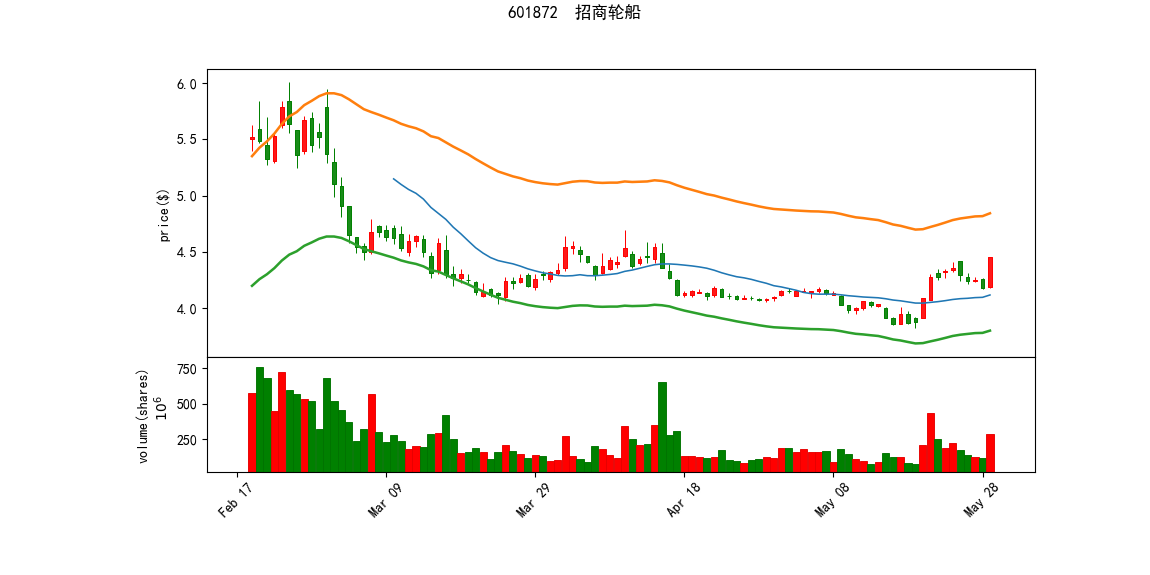 601872 招商轮船
price($)
6.0
5.5
5.0
4.5
4.0
volume(shares)
10^6
750
500
250
Feb 17
Mar 09
Mar 29
Apr 18
May 08
May 28